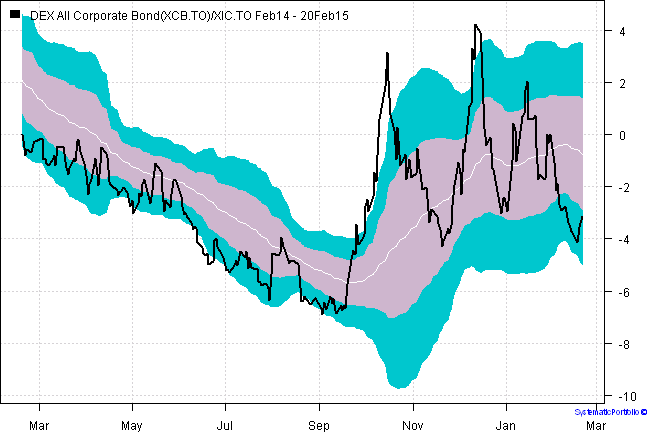 DEX All Corporate Bond(XCB.TO)/XIC.TO Feb14 - 20Feb15
4
2
0
-2
-4
-6
-8
-10
Mar May Jul Sep Nov Jan Mar
SystematicPortfolio ©